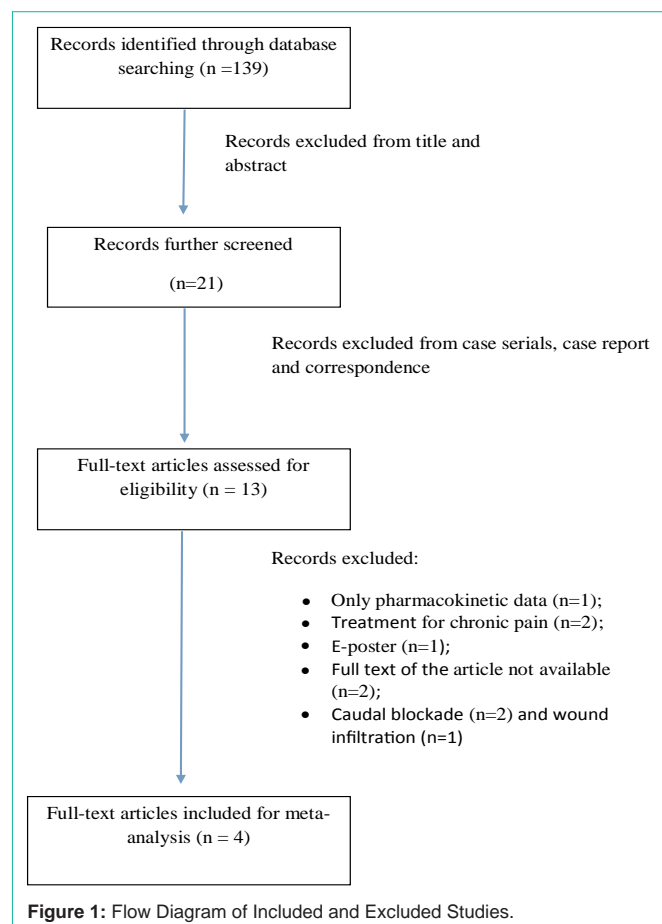 Records identified through database
searching (n =139)
Records excluded from title and
abstract
Records further screened
(n=21)
Records excluded from case serials, case report
and correspondence
Full-text articles assessed for
eligibility (n = 13)
Records excluded:
• Only pharmacokinetic data (n=1);
• Treatment for chronic pain (n=2);
• E-poster (n=1);
• Full text of the article not available
(n=2);
• Caudal blockade (n=2) and wound
infiltration (n=1)
Full-text articles included for meta-
analysis (n = 4)
Figure 1: Flow Diagram of Included and Excluded Studies.